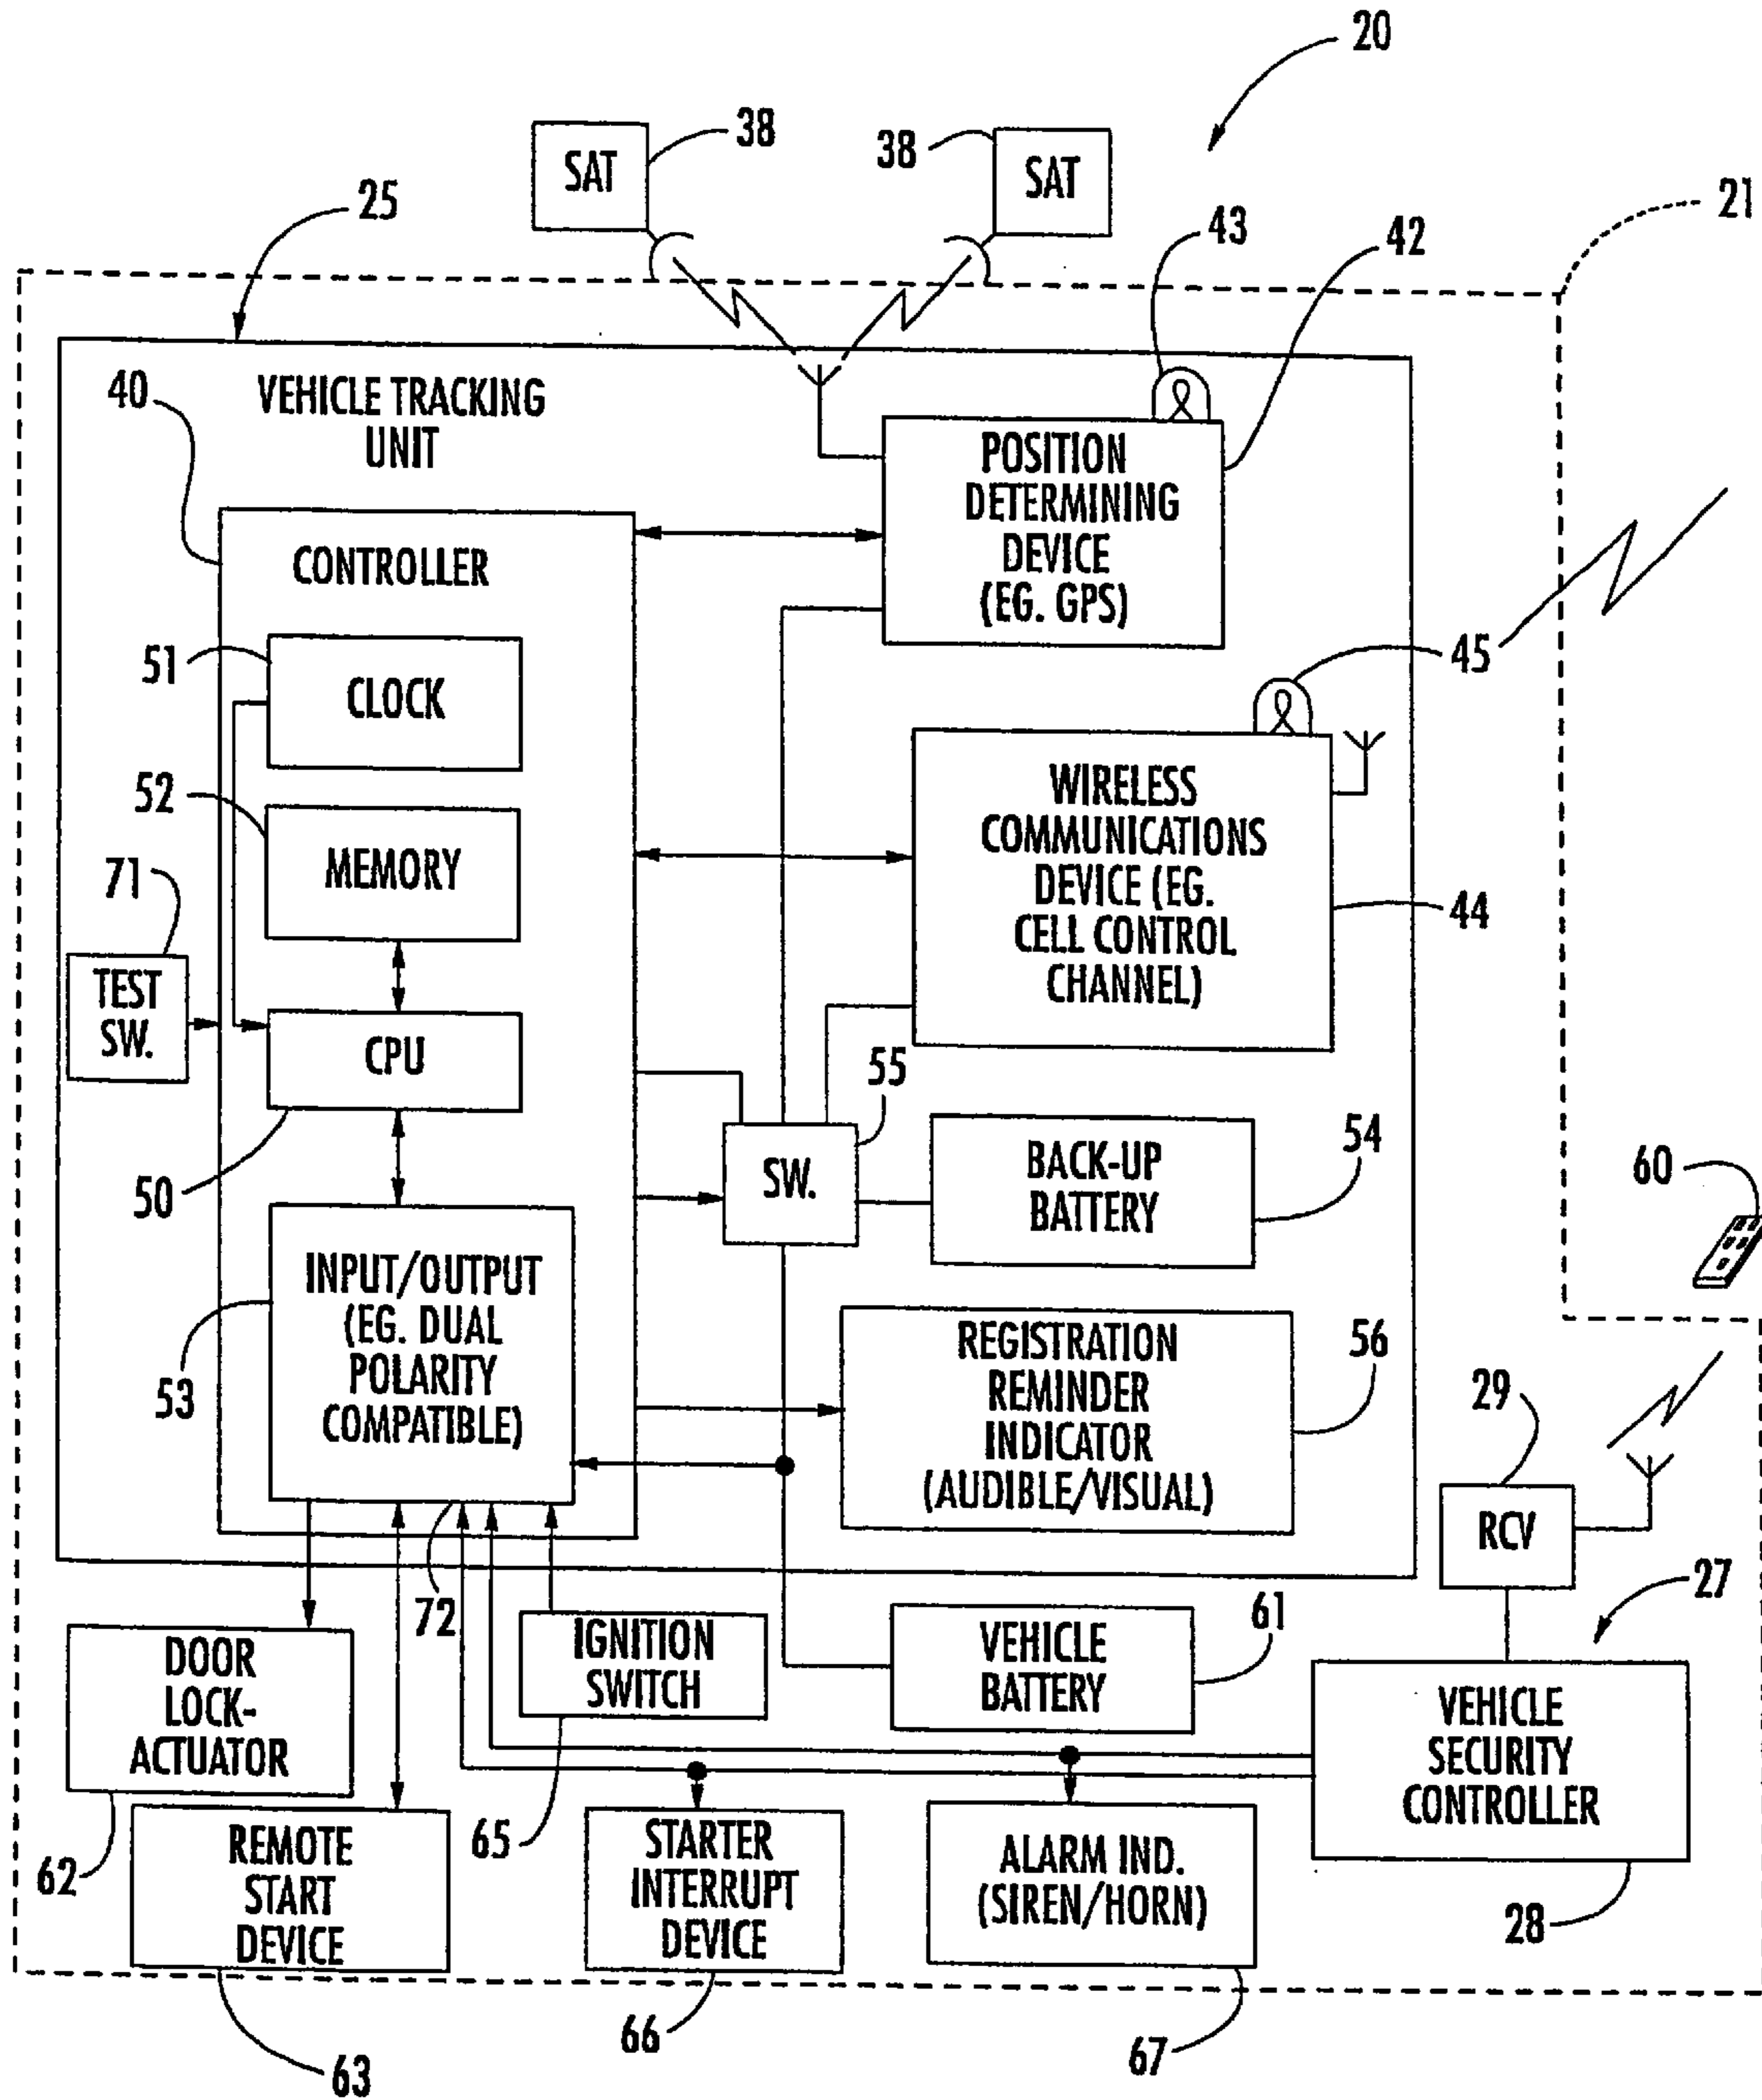 20
SAT
38
38
SAT
25
43
42
21
40
VEHICLE TRACKING
UNIT
POSITION
DETERMINING
DEVICE
(EG. GPS)
CONTROLLER
51
CLOCK
45
52
MEMORY
WIRELESS
COMMUNICATIONS
DEVICE (EG.
CELL CONTROL
CHANNEL)
44
71
TEST
SW.
CPU
50
55
SW.
BACK-UP
BATTERY
54
60
INPUT/OUTPUT
(EG. DUAL
POLARITY
COMPATIBLE)
53
REGISTRATION
REMINDER
INDICATOR
(AUDIBLE/VISUAL)
56
29
RCV
27
72
DOOR
LOCK-
ACTUATOR
62
IGNITION
SWITCH
65
VEHICLE
BATTERY
61
VEHICLE
SECURITY
CONTROLLER
28
REMOTE
START
DEVICE
63
STARTER
INTERRUPT
DEVICE
66
ALARM IND.
(SIREN/HORN)
67